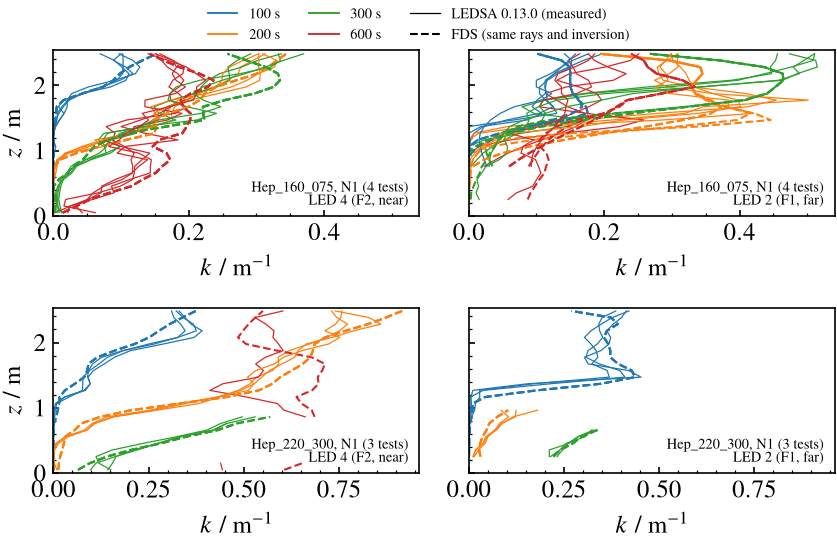 100 s
200 s
300 s
600 s
LEDSA 0.13.0 (measured)
FDS (same rays and inversion)
z / m
2
1
0
0.0 0.2 0.4
k / m⁻¹
Hep_160_075, N1 (4 tests)
LED 4 (F2, near)
0.0 0.2 0.4
k / m⁻¹
Hep_160_075, N1 (4 tests)
LED 2 (F1, far)
z / m
2
1
0
0.00 0.25 0.50 0.75
k / m⁻¹
Hep_220_300, N1 (3 tests)
LED 4 (F2, near)
0.00 0.25 0.50 0.75
k / m⁻¹
Hep_220_300, N1 (3 tests)
LED 2 (F1, far)